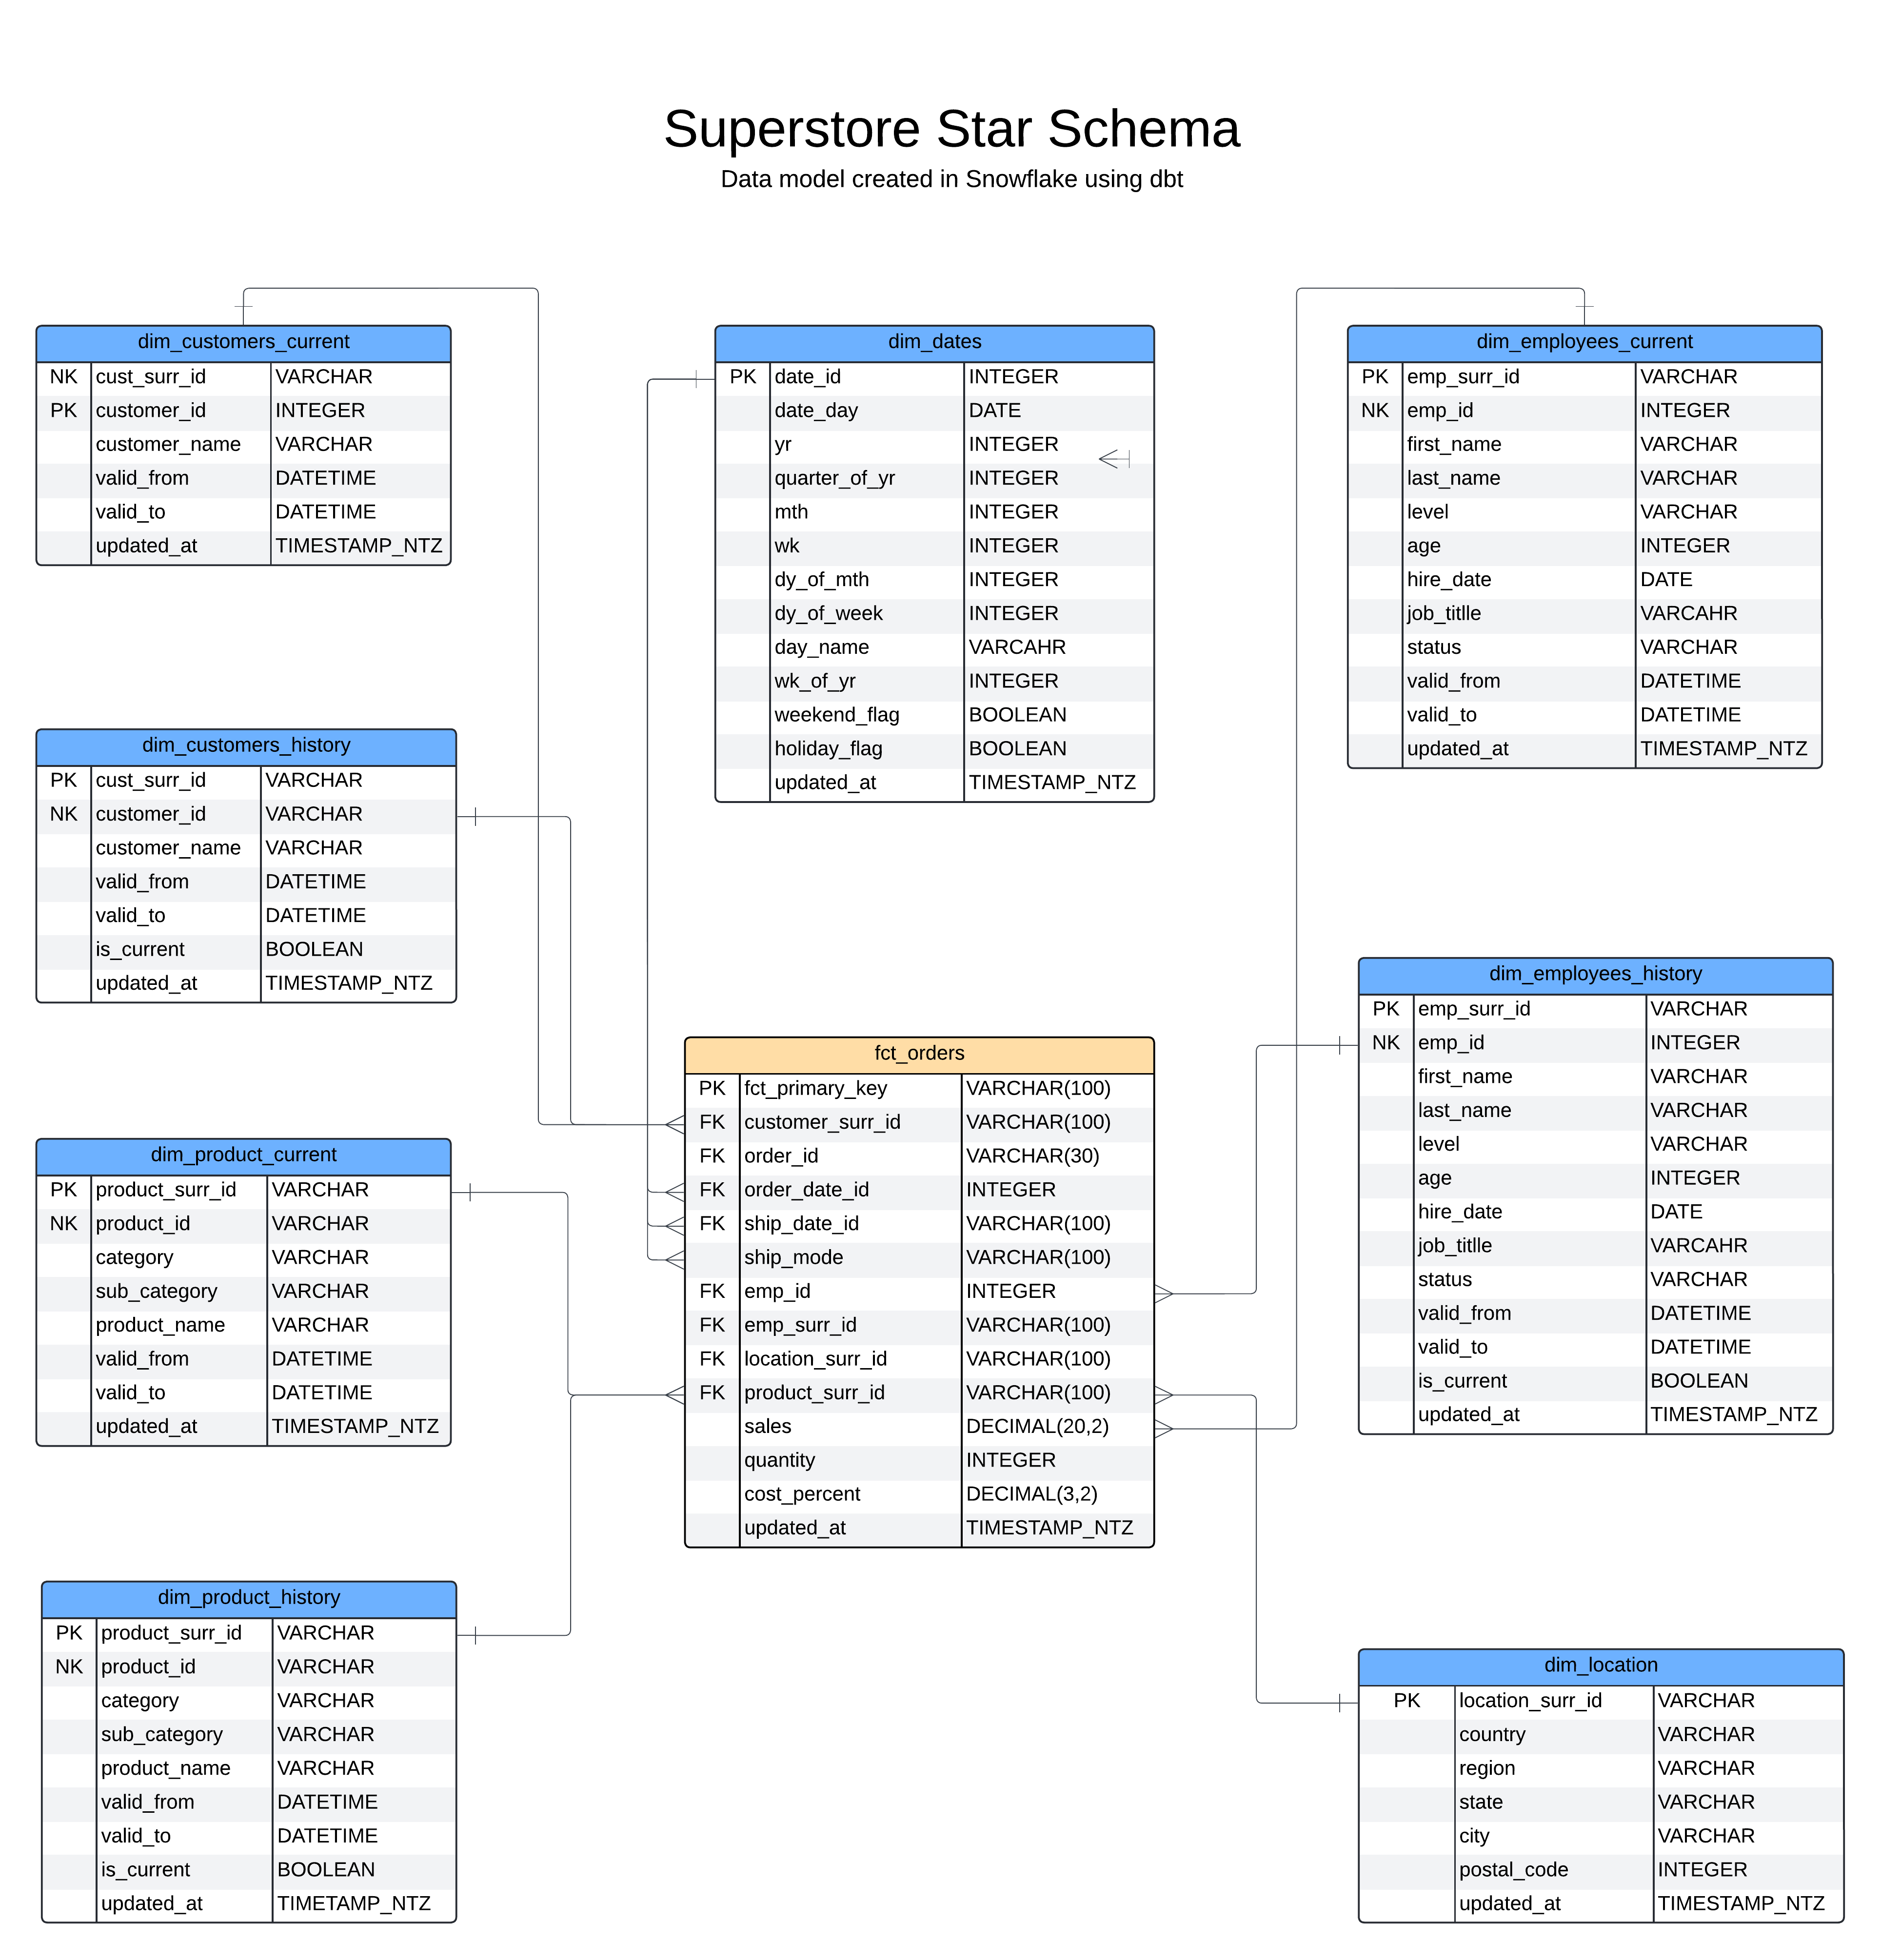 Superstore Star Schema
Data model created in Snowflake using dbt
dim_customers_current
NK cust_surr_id VARCHAR
PK customer_id INTEGER
customer_name VARCHAR
valid_from DATETIME
valid_to DATETIME
updated_at TIMESTAMP_NTZ
dim_dates
PK date_id INTEGER
date_day DATE
yr INTEGER
quarter_of_yr INTEGER
mth INTEGER
wk INTEGER
dy_of_mth INTEGER
dy_of_week INTEGER
day_name VARCAHR
wk_of_yr INTEGER
weekend_flag BOOLEAN
holiday_flag BOOLEAN
updated_at TIMESTAMP_NTZ
dim_employees_current
PK emp_surr_id VARCHAR
NK emp_id INTEGER
first_name VARCHAR
last_name VARCHAR
level VARCHAR
age INTEGER
hire_date DATE
job_titlle VARCAHR
status VARCHAR
valid_from DATETIME
valid_to DATETIME
updated_at TIMESTAMP_NTZ
dim_customers_history
PK cust_surr_id VARCHAR
NK customer_id VARCHAR
customer_name VARCHAR
valid_from DATETIME
valid_to DATETIME
is_current BOOLEAN
updated_at TIMESTAMP_NTZ
dim_employees_history
PK emp_surr_id VARCHAR
NK emp_id INTEGER
first_name VARCHAR
last_name VARCHAR
level VARCHAR
age INTEGER
hire_date DATE
job_titlle VARCAHR
status VARCHAR
valid_from DATETIME
valid_to DATETIME
is_current BOOLEAN
updated_at TIMESTAMP_NTZ
fct_orders
PK fct_primary_key VARCHAR(100)
FK customer_surr_id VARCHAR(100)
FK order_id VARCHAR(30)
FK order_date_id INTEGER
FK ship_date_id VARCHAR(100)
ship_mode VARCHAR(100)
FK emp_id INTEGER
FK emp_surr_id VARCHAR(100)
FK location_surr_id VARCHAR(100)
FK product_surr_id VARCHAR(100)
sales DECIMAL(20,2)
quantity INTEGER
cost_percent DECIMAL(3,2)
updated_at TIMESTAMP_NTZ
dim_product_current
PK product_surr_id VARCHAR
NK product_id VARCHAR
category VARCHAR
sub_category VARCHAR
product_name VARCHAR
valid_from DATETIME
valid_to DATETIME
updated_at TIMESTAMP_NTZ
dim_product_history
PK product_surr_id VARCHAR
NK product_id VARCHAR
category VARCHAR
sub_category VARCHAR
product_name VARCHAR
valid_from DATETIME
valid_to DATETIME
is_current BOOLEAN
updated_at TIMETAMP_NTZ
dim_location
PK location_surr_id VARCHAR
country VARCHAR
region VARCHAR
state VARCHAR
city VARCHAR
postal_code INTEGER
updated_at TIMESTAMP_NTZ